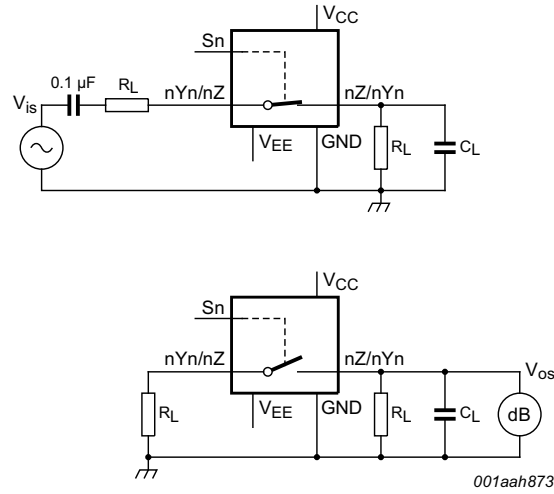 VCC
Sn
0.1 µF
RL
nYn/nZ
nZ/nYn
Vis
VEE
GND
RL
CL
VCC
Sn
nYn/nZ
nZ/nYn
Vos
RL
VEE
GND
RL
CL
dB
001aah873